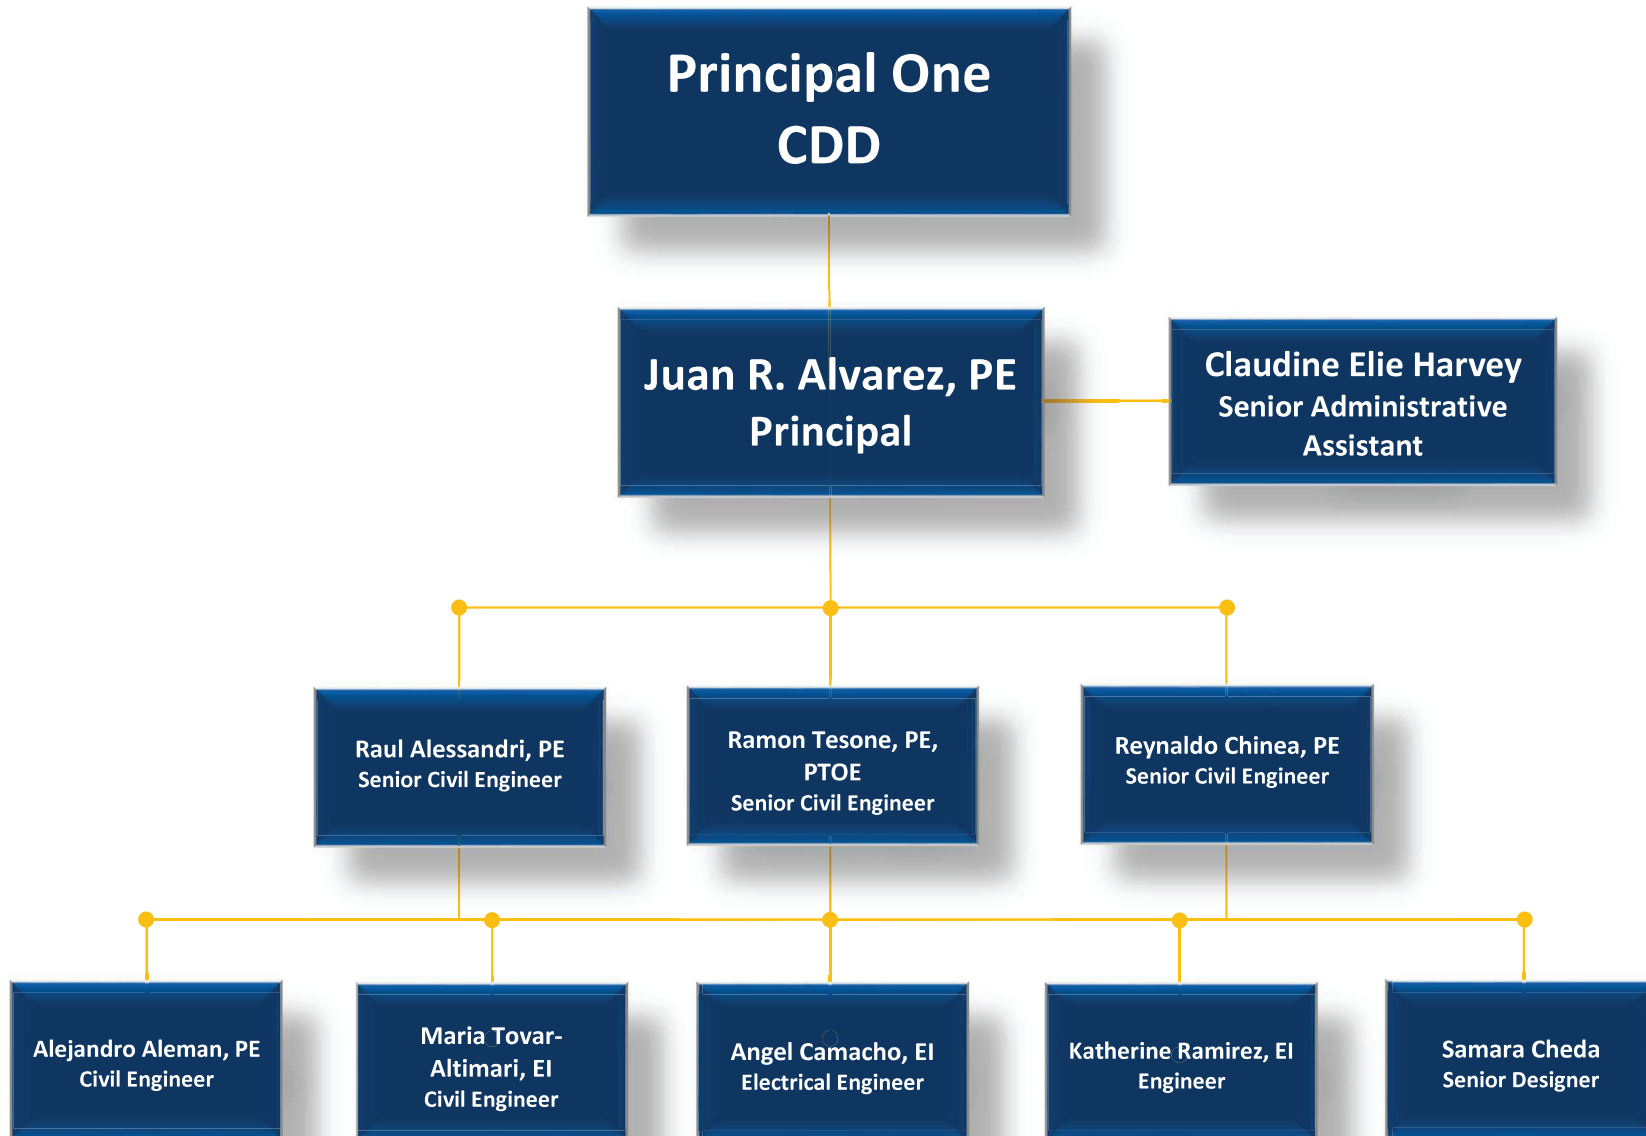 Principal One
CDD
Juan R. Alvarez, PE
Principal
Claudine Elie Harvey
Senior Administrative
Assistant
Raul Alessandri, PE
Senior Civil Engineer
Ramon Tesone, PE,
PTOE
Senior Civil Engineer
Reynaldo Chinea, PE
Senior Civil Engineer
Alejandro Aleman, PE
Civil Engineer
Maria Tovar-
Altimari, EI
Civil Engineer
Angel Camacho, EI
Electrical Engineer
Katherine Ramirez, EI
Engineer
Samara Cheda
Senior Designer